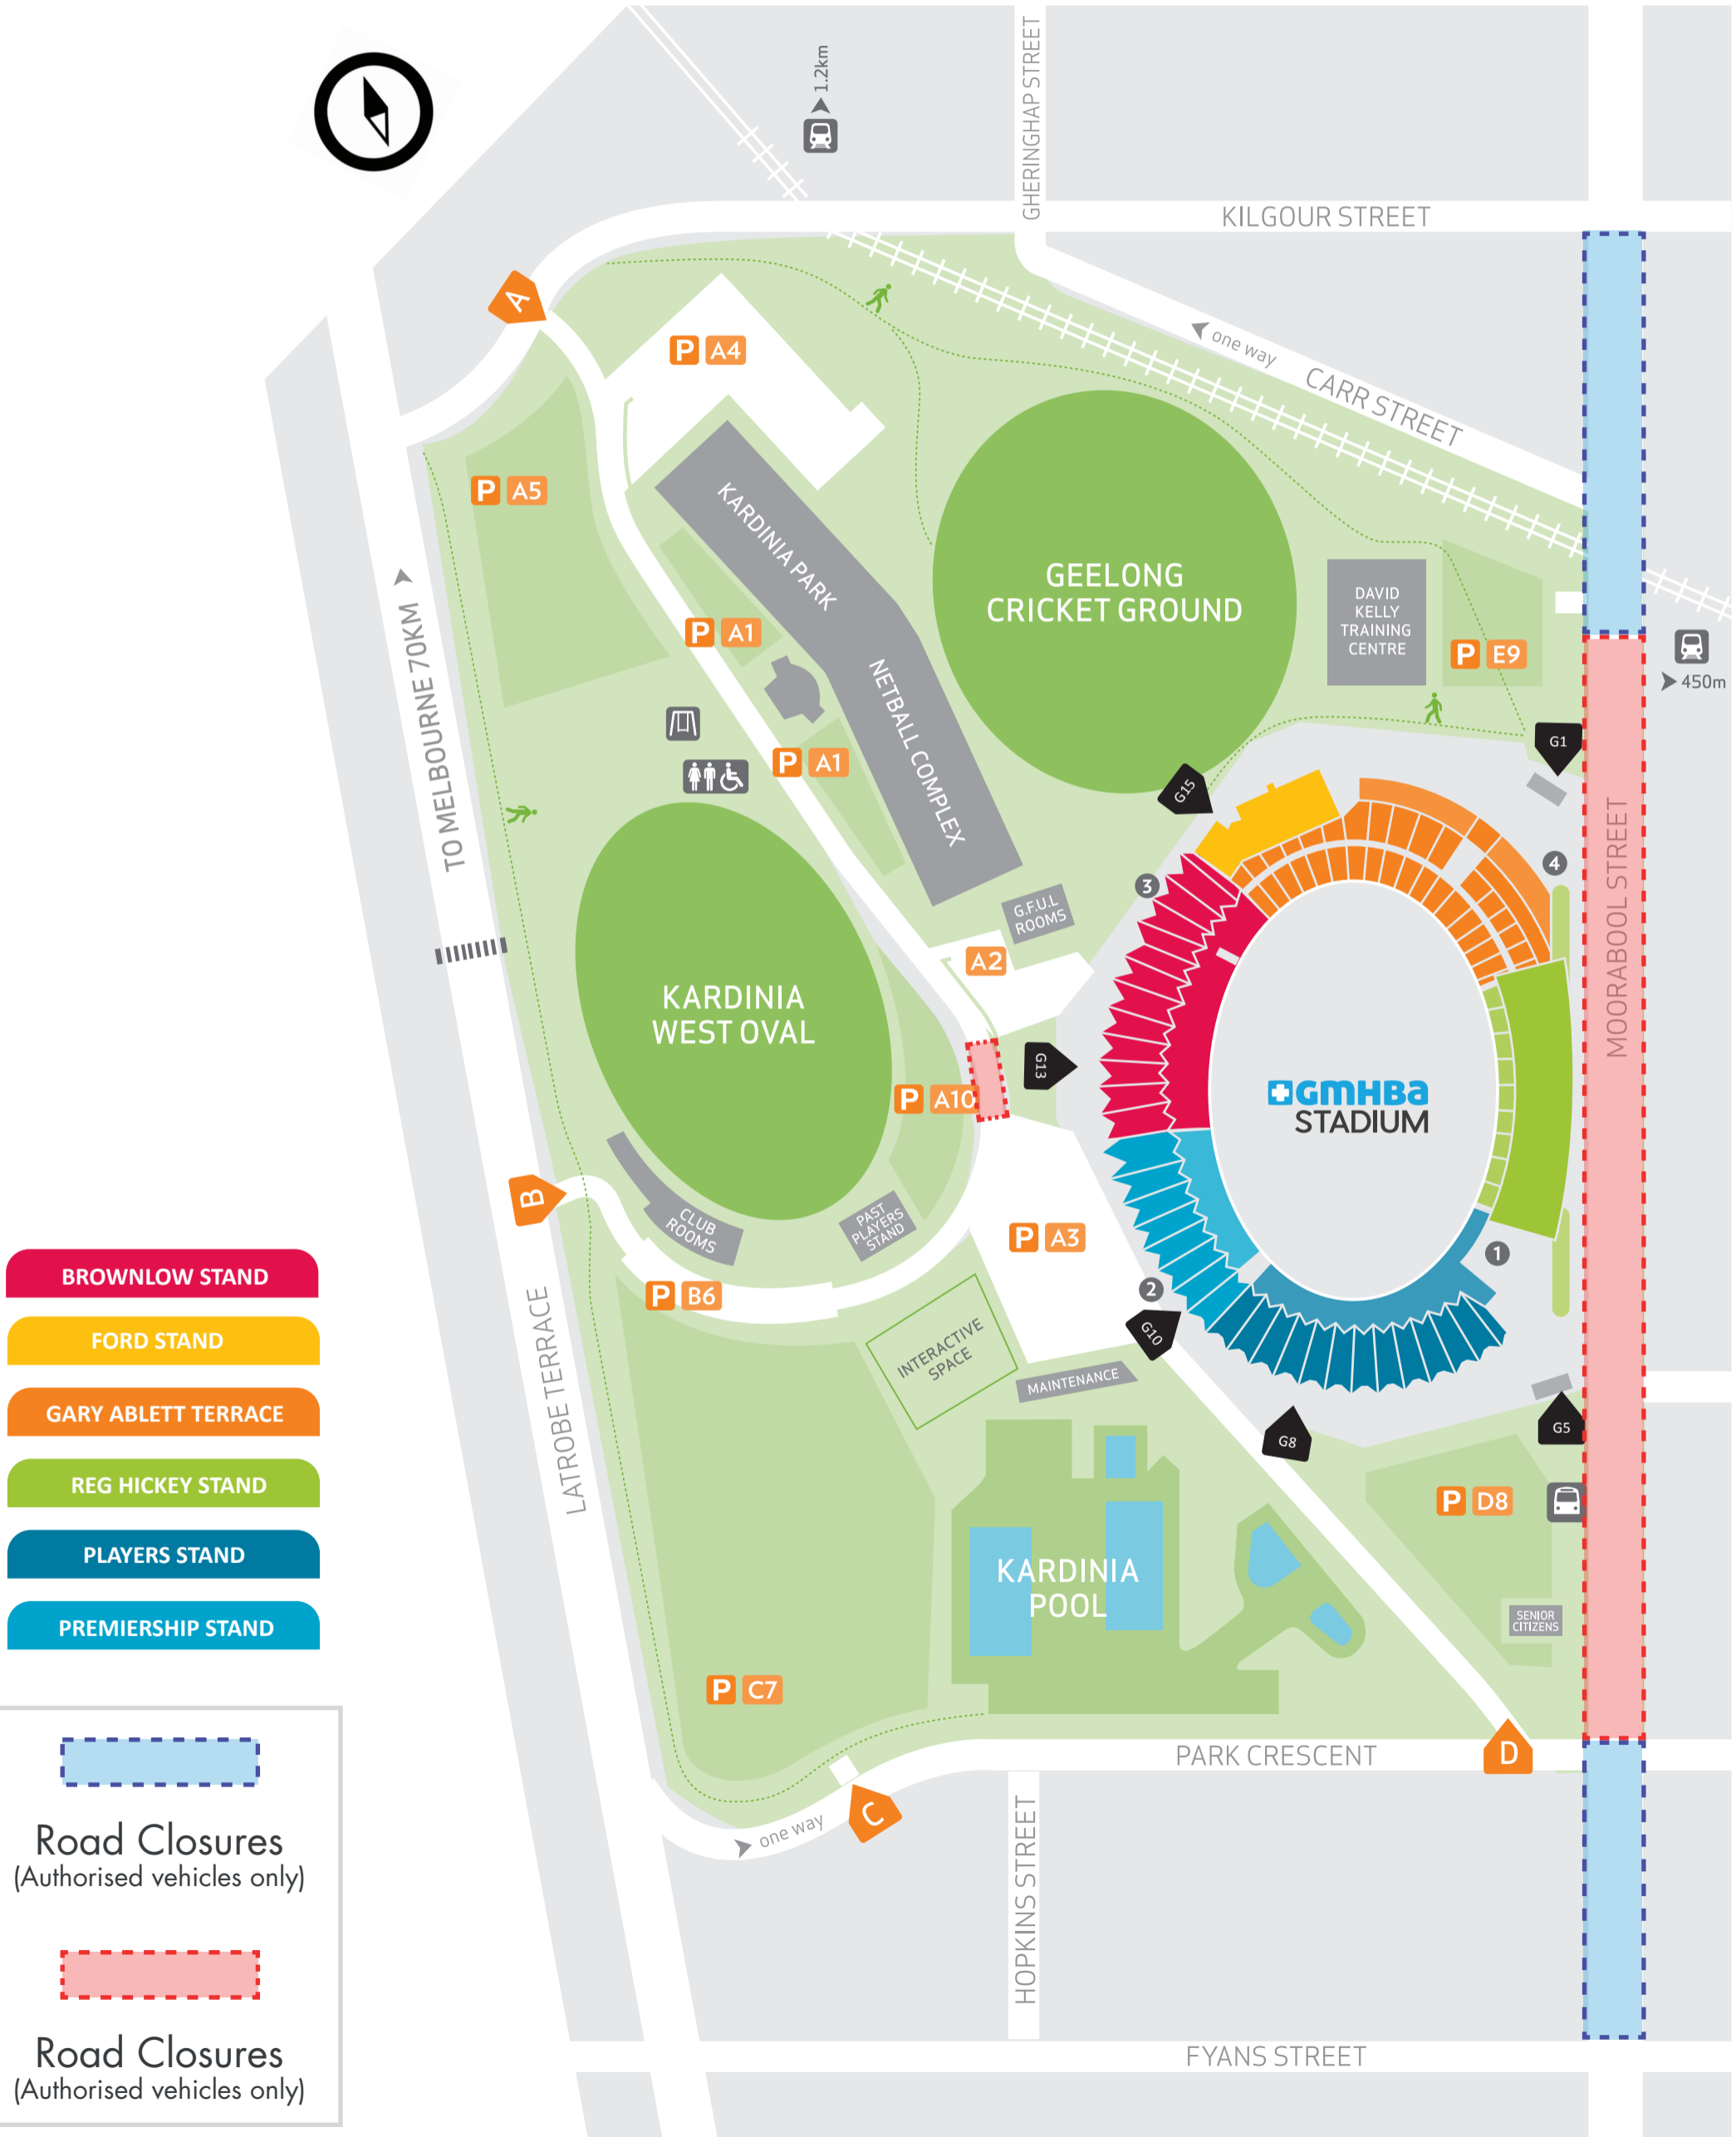 1.2km
GHERINGHAP STREET
KILGOUR STREET
A
P A4
one way
CARR STREET
P A5
KARDINIA PARK
NETBALL COMPLEX
GEELONG
CRICKET GROUND
DAVID
KELLY
TRAINING
CENTRE
P E9
450m
P A1
P A1
TO MELBOURNE 70KM
G1
G15
MOORABOOL STREET
4
3
G.F.U.L
ROOMS
A2
KARDINIA
WEST OVAL
G13
P A10
GMHBA
STADIUM
B
CLUB
ROOMS
PAST
PLAYERS
STAND
P A3
1
2
P B6
G10
INTERACTIVE
SPACE
MAINTENANCE
LATROBE TERRACE
G8
G5
P D8
KARDINIA
POOL
SENIOR
CITIZENS
P C7
PARK CRESCENT
D
C
one way
HOPKINS STREET
FYANS STREET
BROWNLOW STAND
FORD STAND
GARY ABLETT TERRACE
REG HICKEY STAND
PLAYERS STAND
PREMIERSHIP STAND
Road Closures
(Authorised vehicles only)
Road Closures
(Authorised vehicles only)